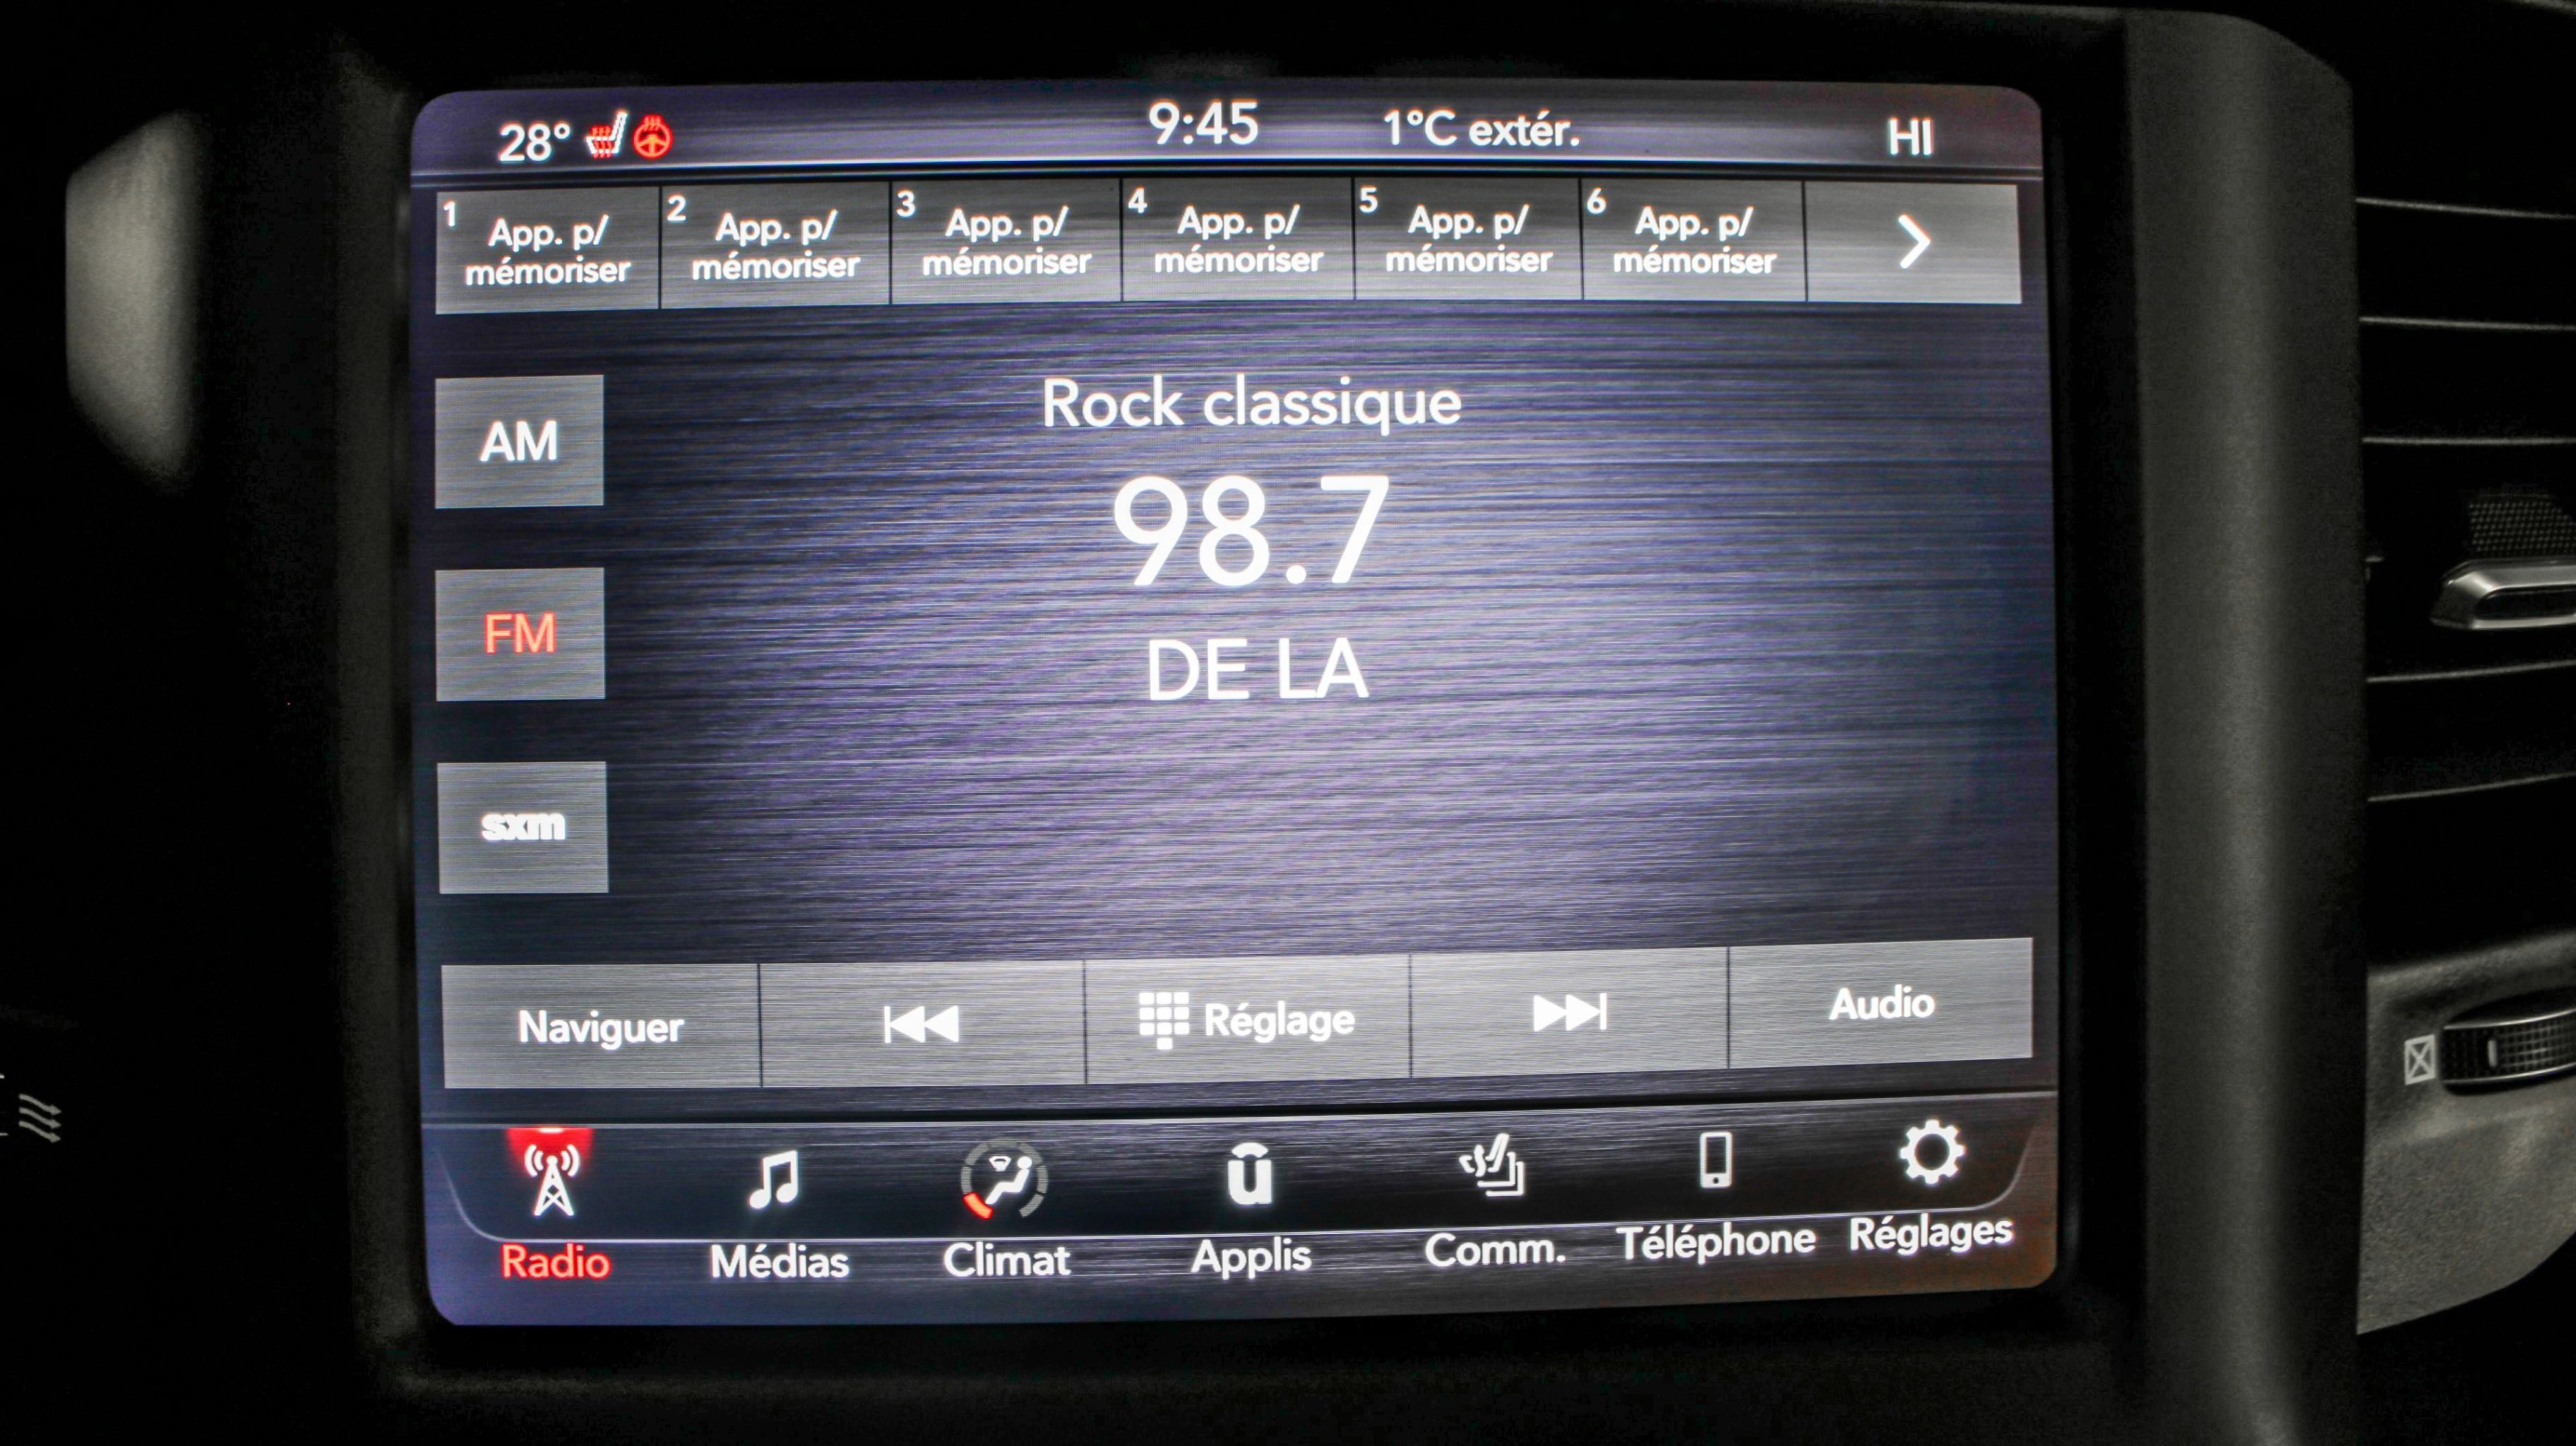 28° 9:45 1°C extér. HI
1 App. p/ mémoriser
2 App. p/ mémoriser
3 App. p/ mémoriser
4 App. p/ mémoriser
5 App. p/ mémoriser
6 App. p/ mémoriser
Rock classique
AM
98.7
FM
DE LA
sxm
Naviguer Réglage Audio
Radio Médias Climat Applis Comm. Téléphone Réglages